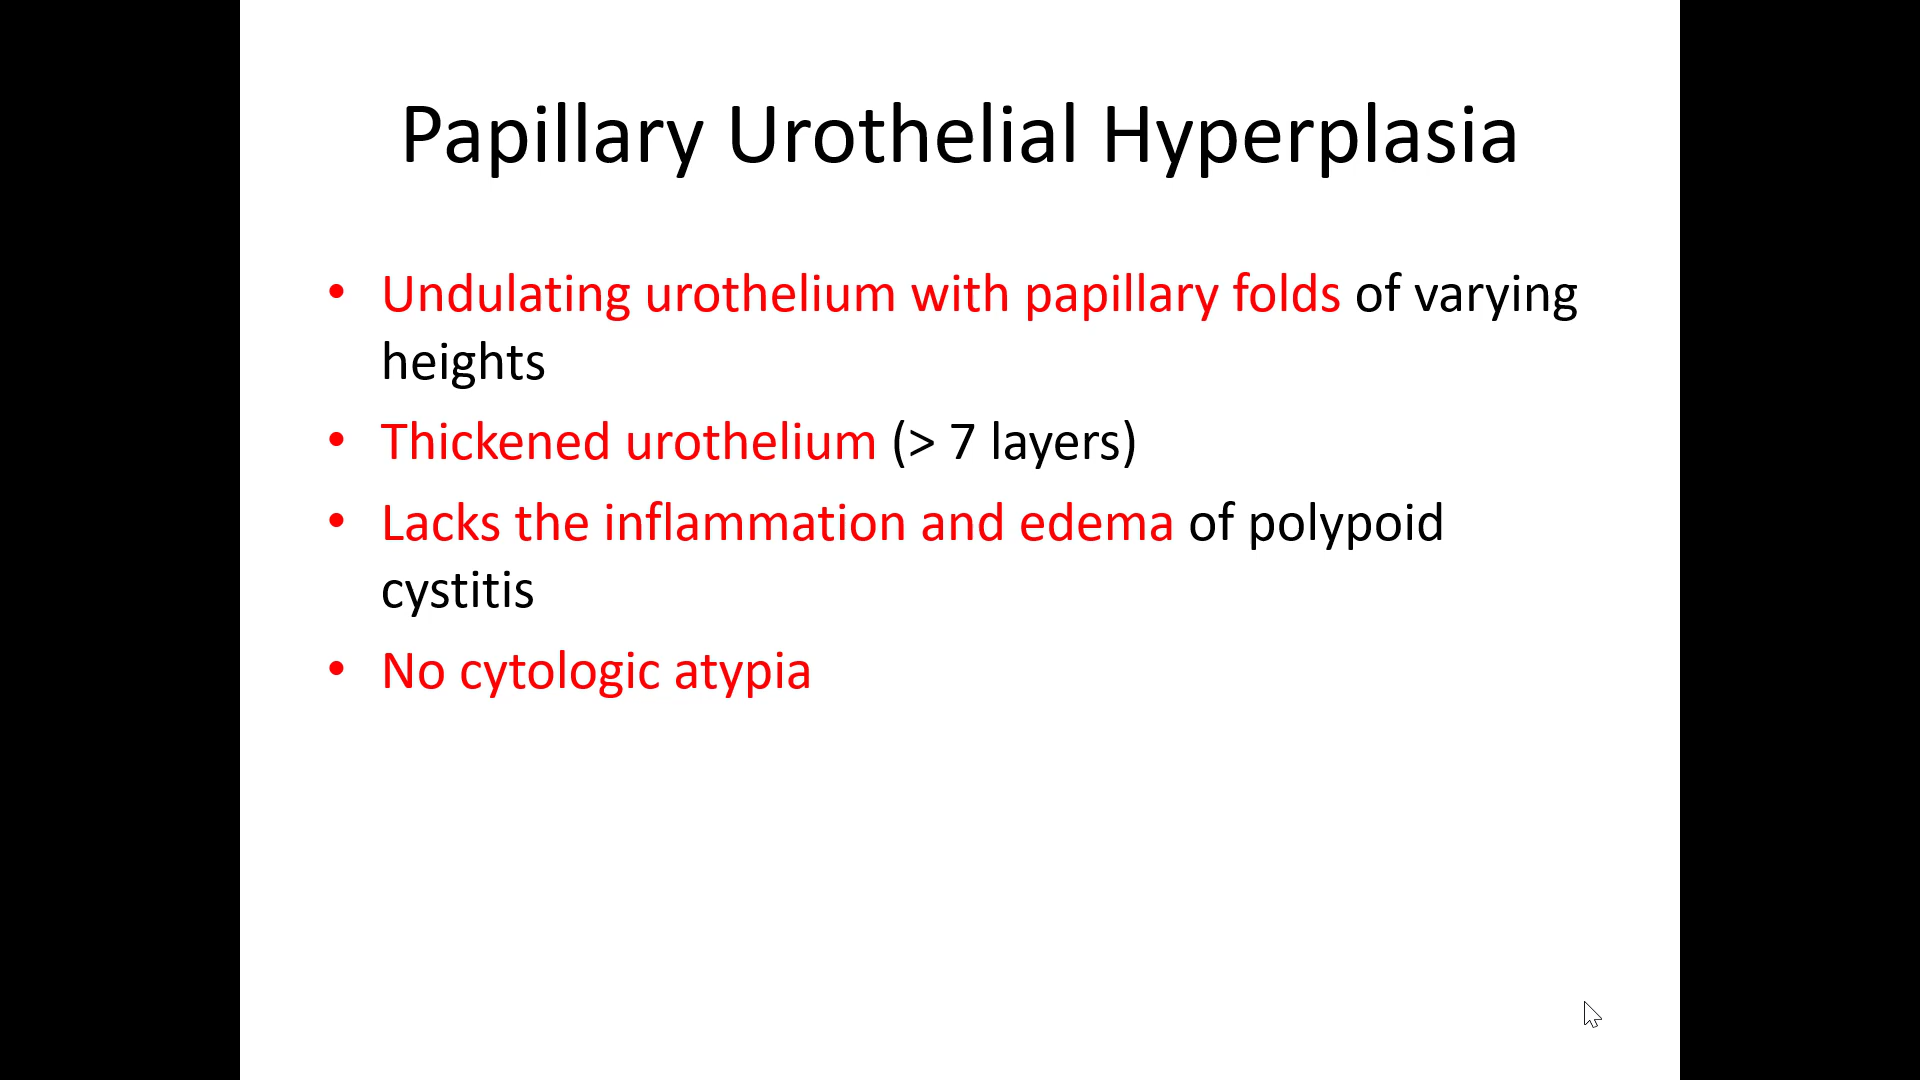 Papillary Urothelial Hyperplasia
• Undulating urothelium with papillary folds of varying
heights
• Thickened urothelium (> 7 layers)
• Lacks the inflammation and edema of polypoid
cystitis
• No cytologic atypia